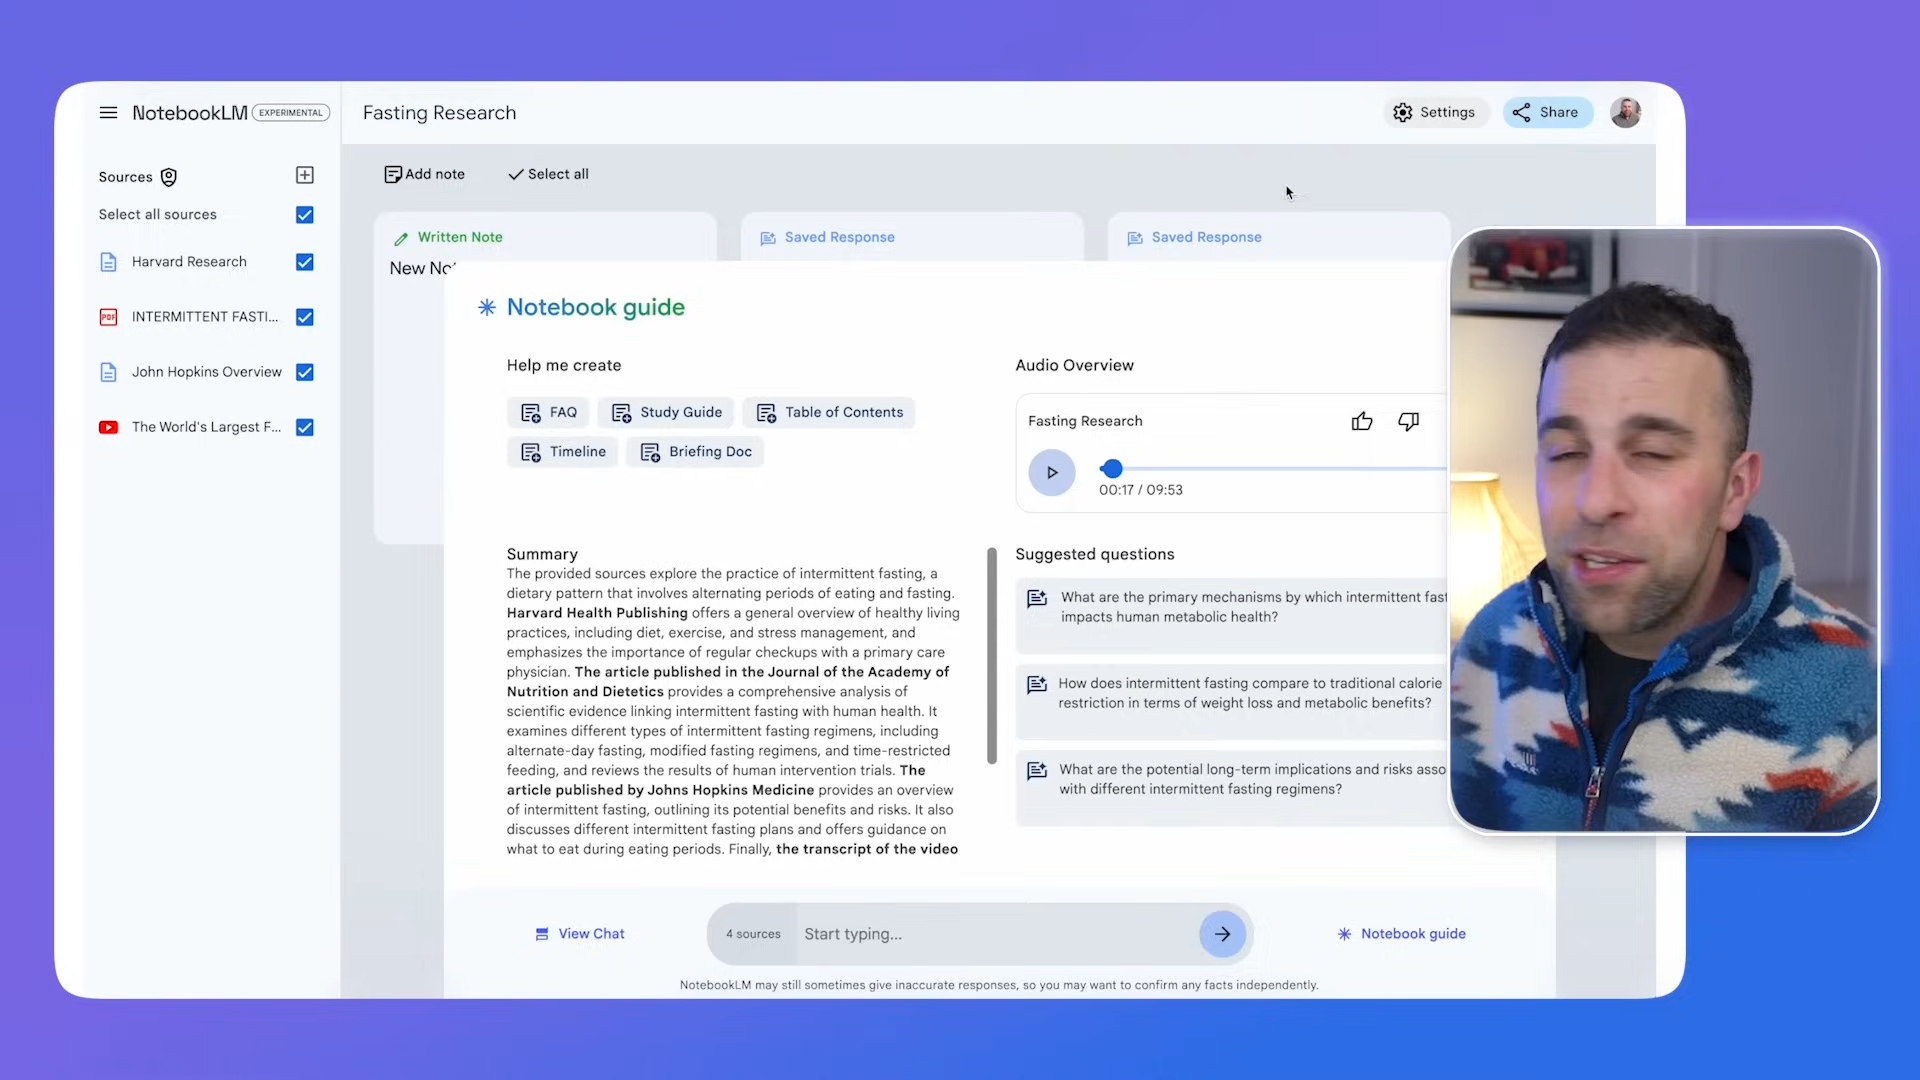 NotebookLM EXPERIMENTAL
Fasting Research
Settings
Share
Sources
Select all sources
Harvard Research
INTERMITTENT FASTI...
John Hopkins Overview
The World's Largest F...
Add note
Select all
Written Note
New No
Saved Response
Saved Response
Notebook guide
Help me create
FAQ
Study Guide
Table of Contents
Timeline
Briefing Doc
Audio Overview
Fasting Research
00:17 / 09:53
Summary
The provided sources explore the practice of intermittent fasting, a
dietary pattern that involves alternating periods of eating and fasting.
Harvard Health Publishing offers a general overview of healthy living
practices, including diet, exercise, and stress management, and
emphasizes the importance of regular checkups with a primary care
physician. The article published in the Journal of the Academy of
Nutrition and Dietetics provides a comprehensive analysis of
scientific evidence linking intermittent fasting with human health. It
examines different types of intermittent fasting regimens, including
alternate-day fasting, modified fasting regimens, and time-restricted
feeding, and reviews the results of human intervention trials. The
article published by Johns Hopkins Medicine provides an overview
of intermittent fasting, outlining its potential benefits and risks. It also
discusses different intermittent fasting plans and offers guidance on
what to eat during eating periods. Finally, the transcript of the video
Suggested questions
What are the primary mechanisms by which intermittent fast
impacts human metabolic health?
How does intermittent fasting compare to traditional calorie
restriction in terms of weight loss and metabolic benefits?
What are the potential long-term implications and risks asso
with different intermittent fasting regimens?
View Chat
4 sources
Start typing...
Notebook guide
NotebookLM may still sometimes give inaccurate responses, so you may want to confirm any facts independently.